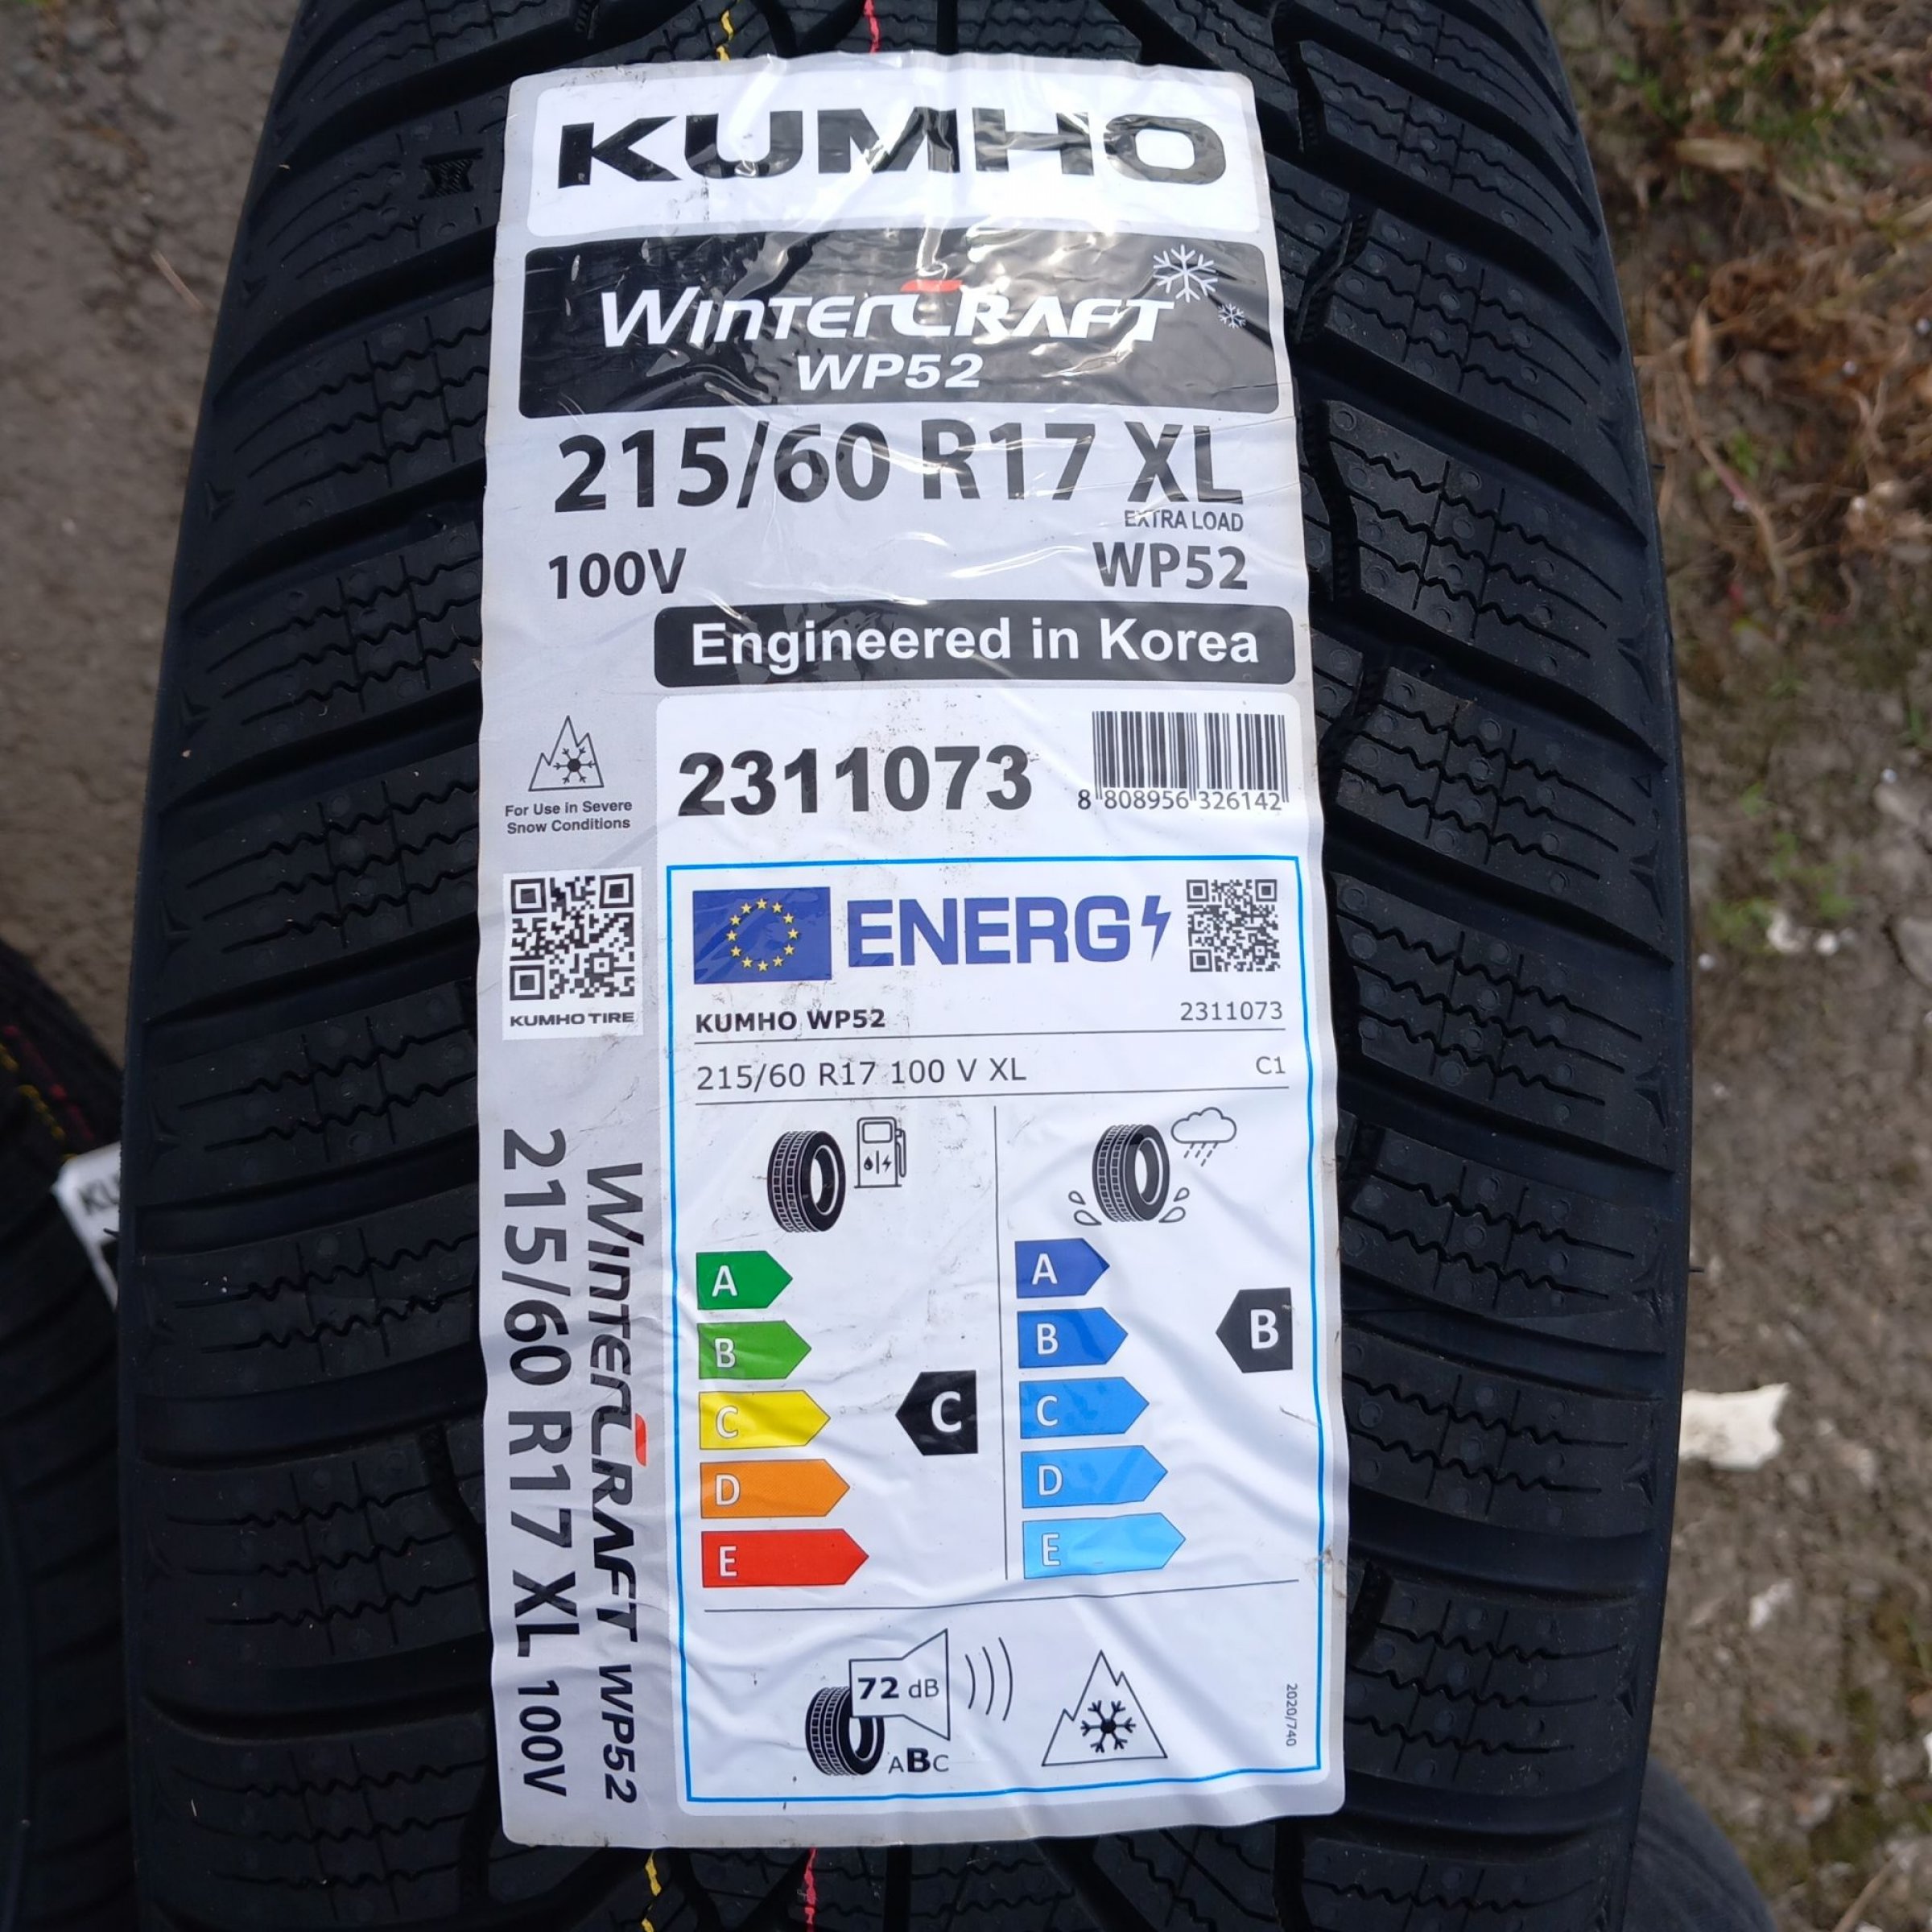 KUMHO
WINTERCRAFT
WP52
215/60 R17 XL
EXTRA LOAD
100V WP52
Engineered in Korea
For Use in Severe
Snow Conditions
2311073
8 808956 326142
KUMHO TIRE
ENERG
KUMHO WP52 2311073
215/60 R17 100 V XL C1
A A
B B B
C C C
D D
E E
72 dB
ABC
2020/740
WINTERCRAFT WP52
215/60 R17 XL 100V
KU